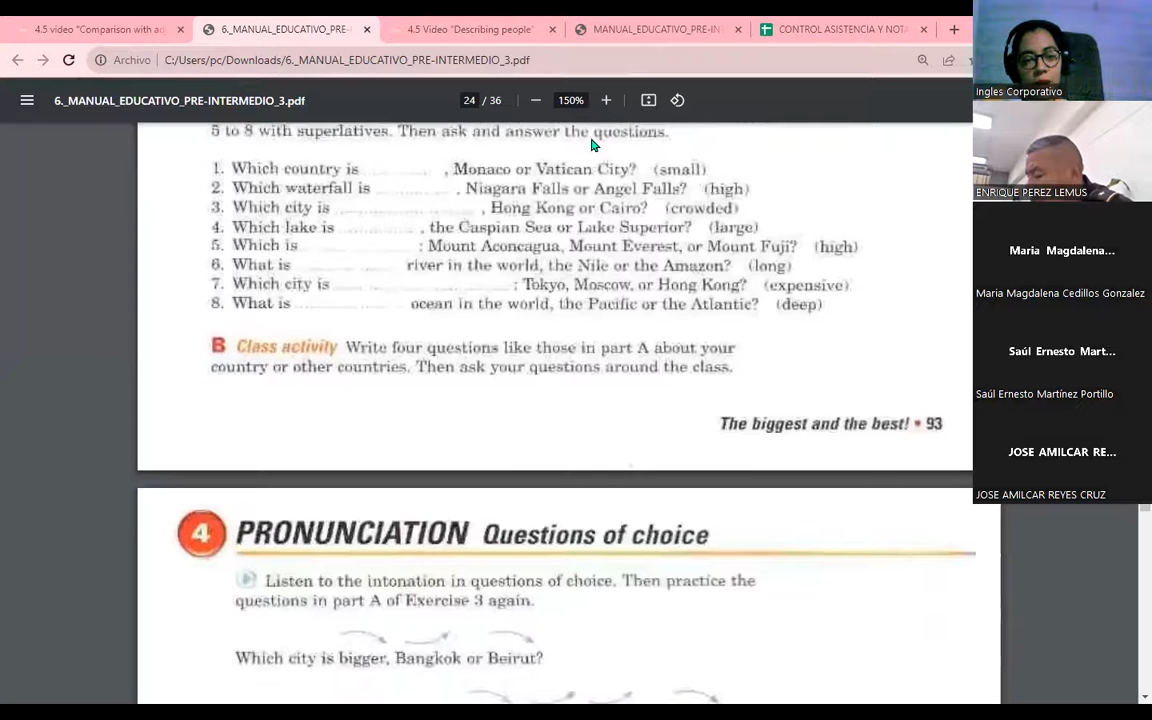 4.5 video "Comparison with adj
6._MANUAL_EDUCATIVO_PRE-
4.5 Video "Describing people"
MANUAL_EDUCATIVO_PRE-INT
CONTROL ASISTENCIA Y NOTA
Archivo
C:/Users/pc/Downloads/6._MANUAL_EDUCATIVO_PRE-INTERMEDIO_3.pdf
6._MANUAL_EDUCATIVO_PRE-INTERMEDIO_3.pdf
24 / 36
150%
5 to 8 with superlatives. Then ask and answer the questions.
1. Which country is , Monaco or Vatican City? (small)
2. Which waterfall is , Niagara Falls or Angel Falls? (high)
3. Which city is , Hong Kong or Cairo? (crowded)
4. Which lake is , the Caspian Sea or Lake Superior? (large)
5. Which is : Mount Aconcagua, Mount Everest, or Mount Fuji? (high)
6. What is river in the world, the Nile or the Amazon? (long)
7. Which city is : Tokyo, Moscow, or Hong Kong? (expensive)
8. What is ocean in the world, the Pacific or the Atlantic? (deep)
B Class activity Write four questions like those in part A about your
country or other countries. Then ask your questions around the class.
The biggest and the best! • 93
4 PRONUNCIATION Questions of choice
Listen to the intonation in questions of choice. Then practice the
questions in part A of Exercise 3 again.
Which city is bigger, Bangkok or Beirut?
Ingles Corporativo
ENRIQUE PEREZ LEMUS
Maria Magdalena...
Maria Magdalena Cedillos Gonzalez
Saúl Ernesto Mart...
Saúl Ernesto Martínez Portillo
JOSE AMILCAR RE...
JOSE AMILCAR REYES CRUZ